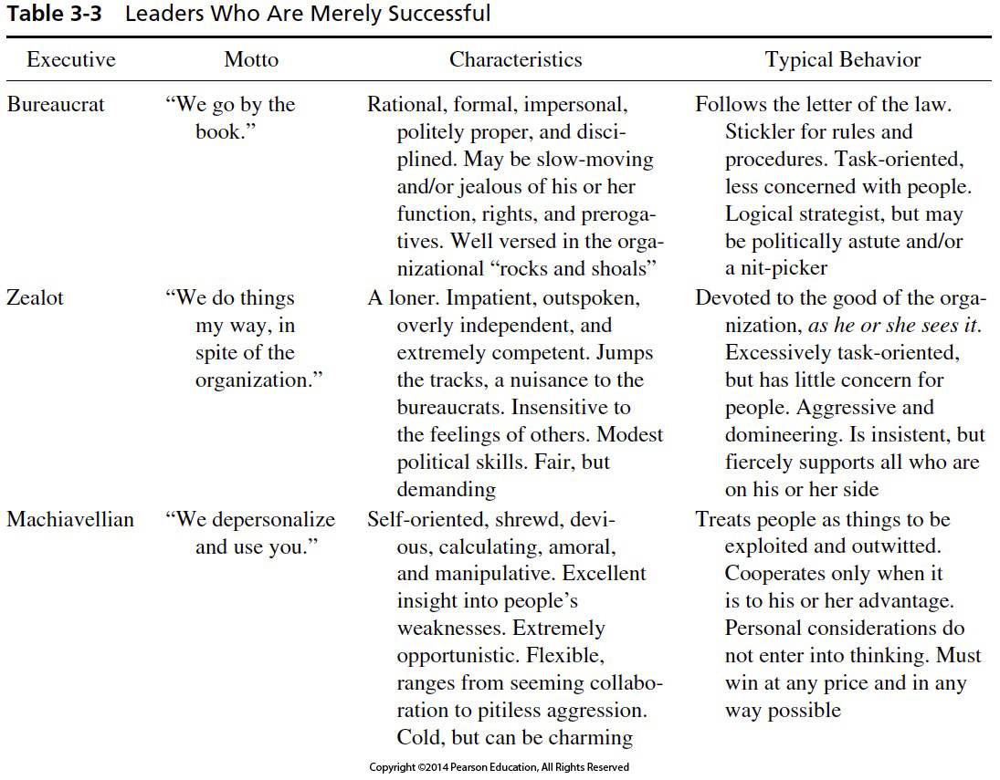 Table 3-3 Leaders Who Are Merely Successful
Executive Motto Characteristics Typical Behavior
Bureaucrat “We go by the Rational, formal, impersonal, Follows the letter of the law.
book.” politely proper, and disci- Stickler for rules and
plined. May be slow-moving procedures. Task-oriented,
and/or jealous of his or her less concerned with people.
function, rights, and preroga- Logical strategist, but may
tives. Well versed in the orga- be politically astute and/or
nizational “rocks and shoals” a nit-picker
Zealot “We do things A loner. Impatient, outspoken, Devoted to the good of the orga-
my way, in overly independent, and nization, as he or she sees it.
spite of the extremely competent. Jumps Excessively task-oriented,
organization.” the tracks, a nuisance to the but has little concern for
bureaucrats. Insensitive to people. Aggressive and
the feelings of others. Modest domineering. Is insistent, but
political skills. Fair, but fiercely supports all who are
demanding on his or her side
Machiavellian “We depersonalize Self-oriented, shrewd, devi- Treats people as things to be
and use you.” ous, calculating, amoral, exploited and outwitted.
and manipulative. Excellent Cooperates only when it
insight into people’s is to his or her advantage.
weaknesses. Extremely Personal considerations do
opportunistic. Flexible, not enter into thinking. Must
ranges from seeming collabo- win at any price and in any
ration to pitiless aggression. way possible
Cold, but can be charming
Copyright ©2014 Pearson Education, All Rights Reserved